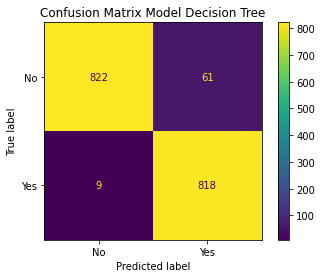 Confusion Matrix Model Decision Tree
No
822
61
Yes
9
818
No
Yes
Predicted label
True label
800
700
600
500
400
300
200
100